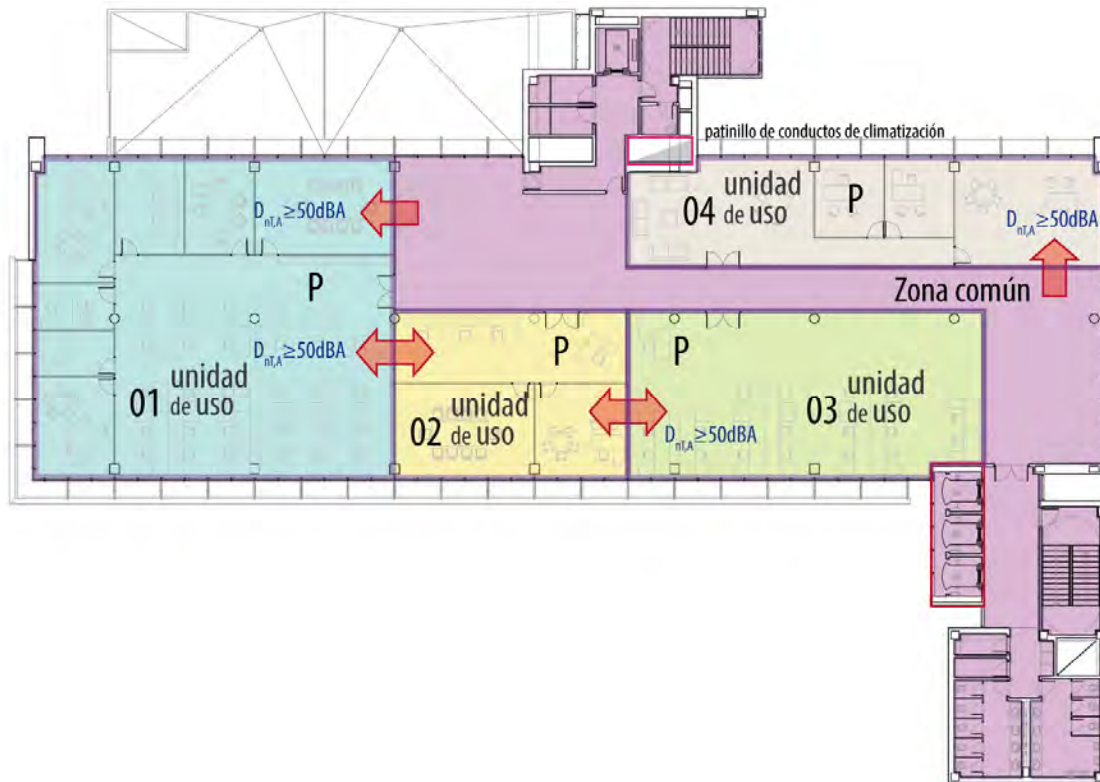 patinillo de conductos de climatización
unidad
04 de uso
P
DnT,A ≥50dBA
DnT,A ≥50dBA
Zona común
P
DnT,A ≥50dBA
P
P
unidad
01 de uso
unidad
02 de uso
unidad
03 de uso
DnT,A ≥50dBA